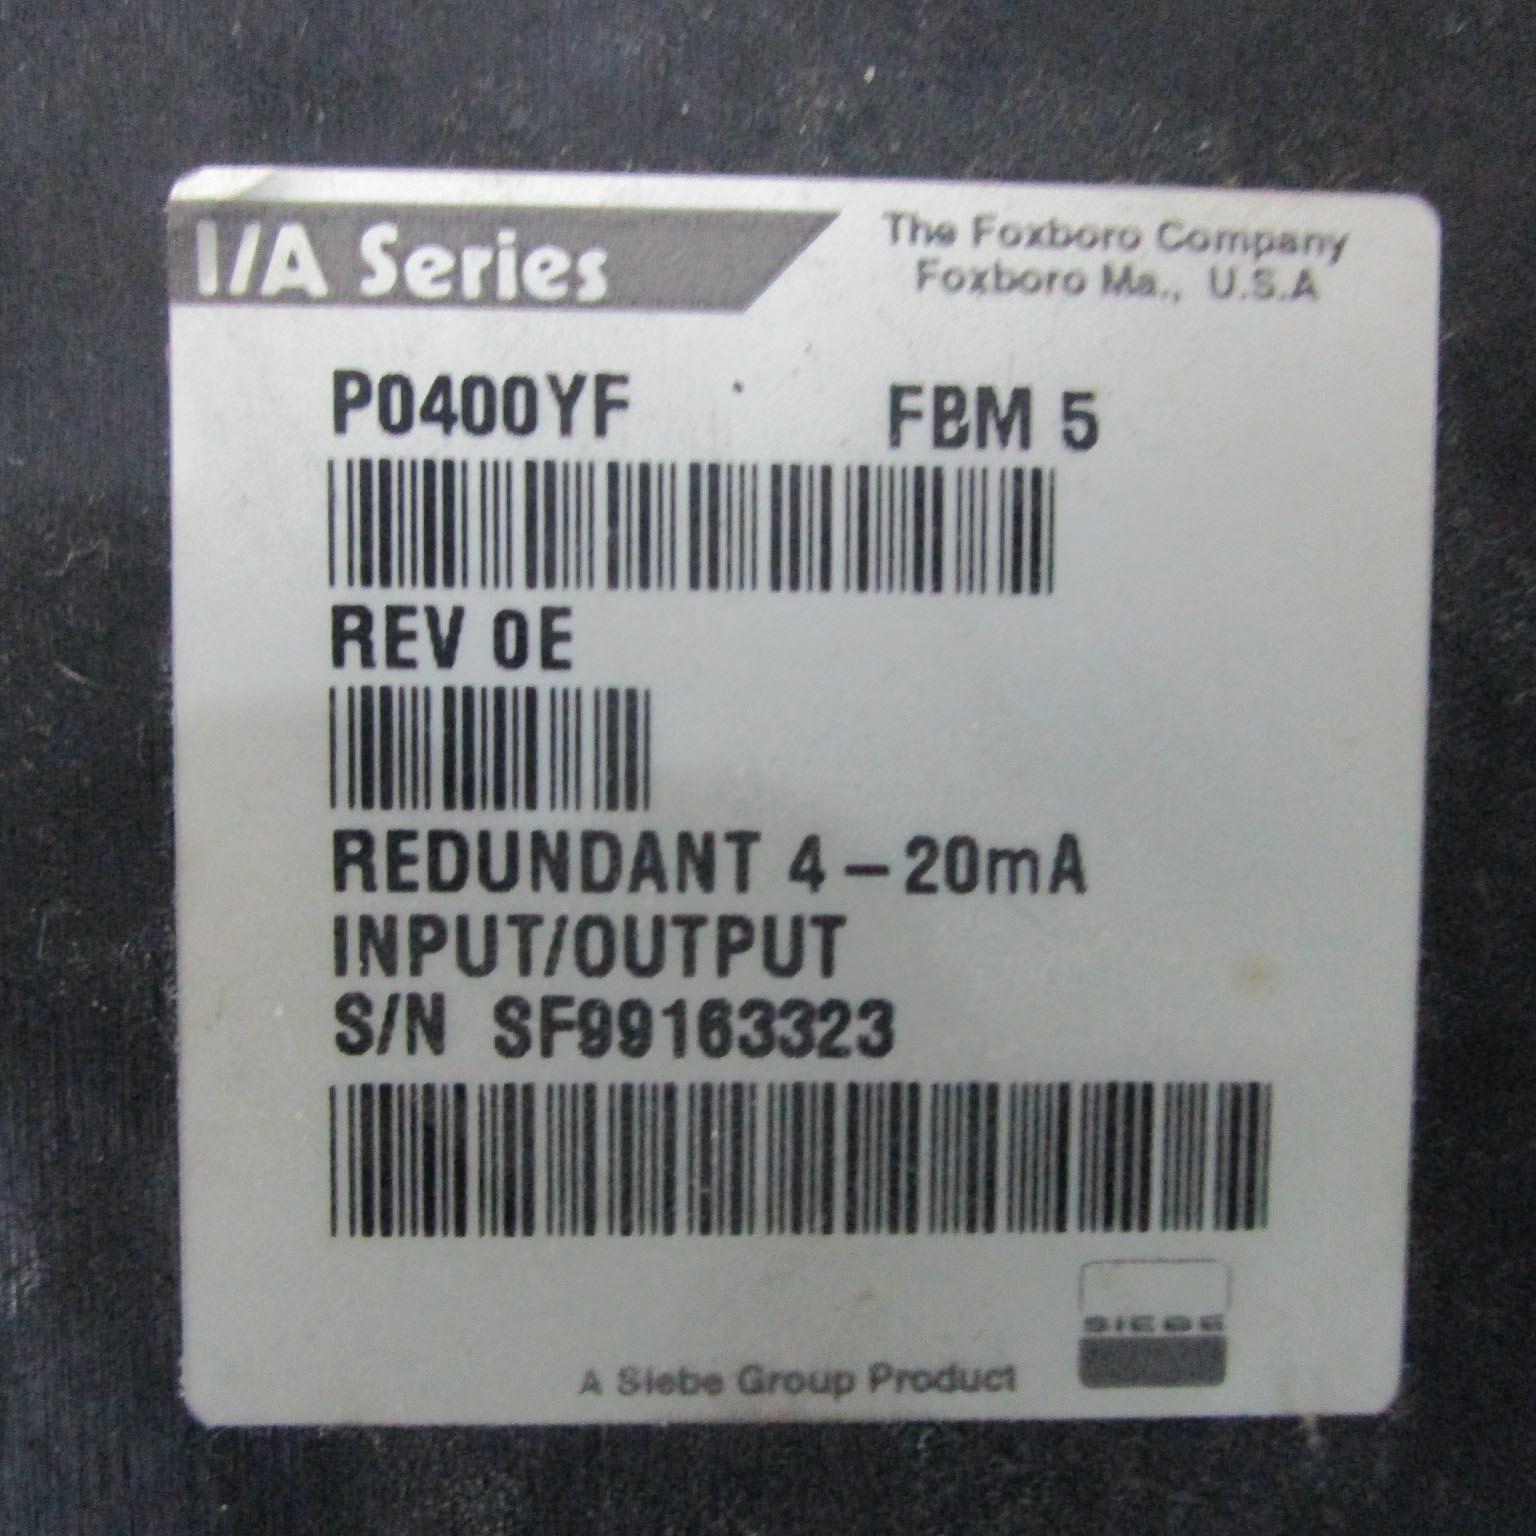 I/A Series
The Foxboro Company
Foxboro Ma., U.S.A
P0400YF FBM 5
REV 0E
REDUNDANT 4-20mA
INPUT/OUTPUT
S/N SF99163323
SIEBE
A Siebe Group Product